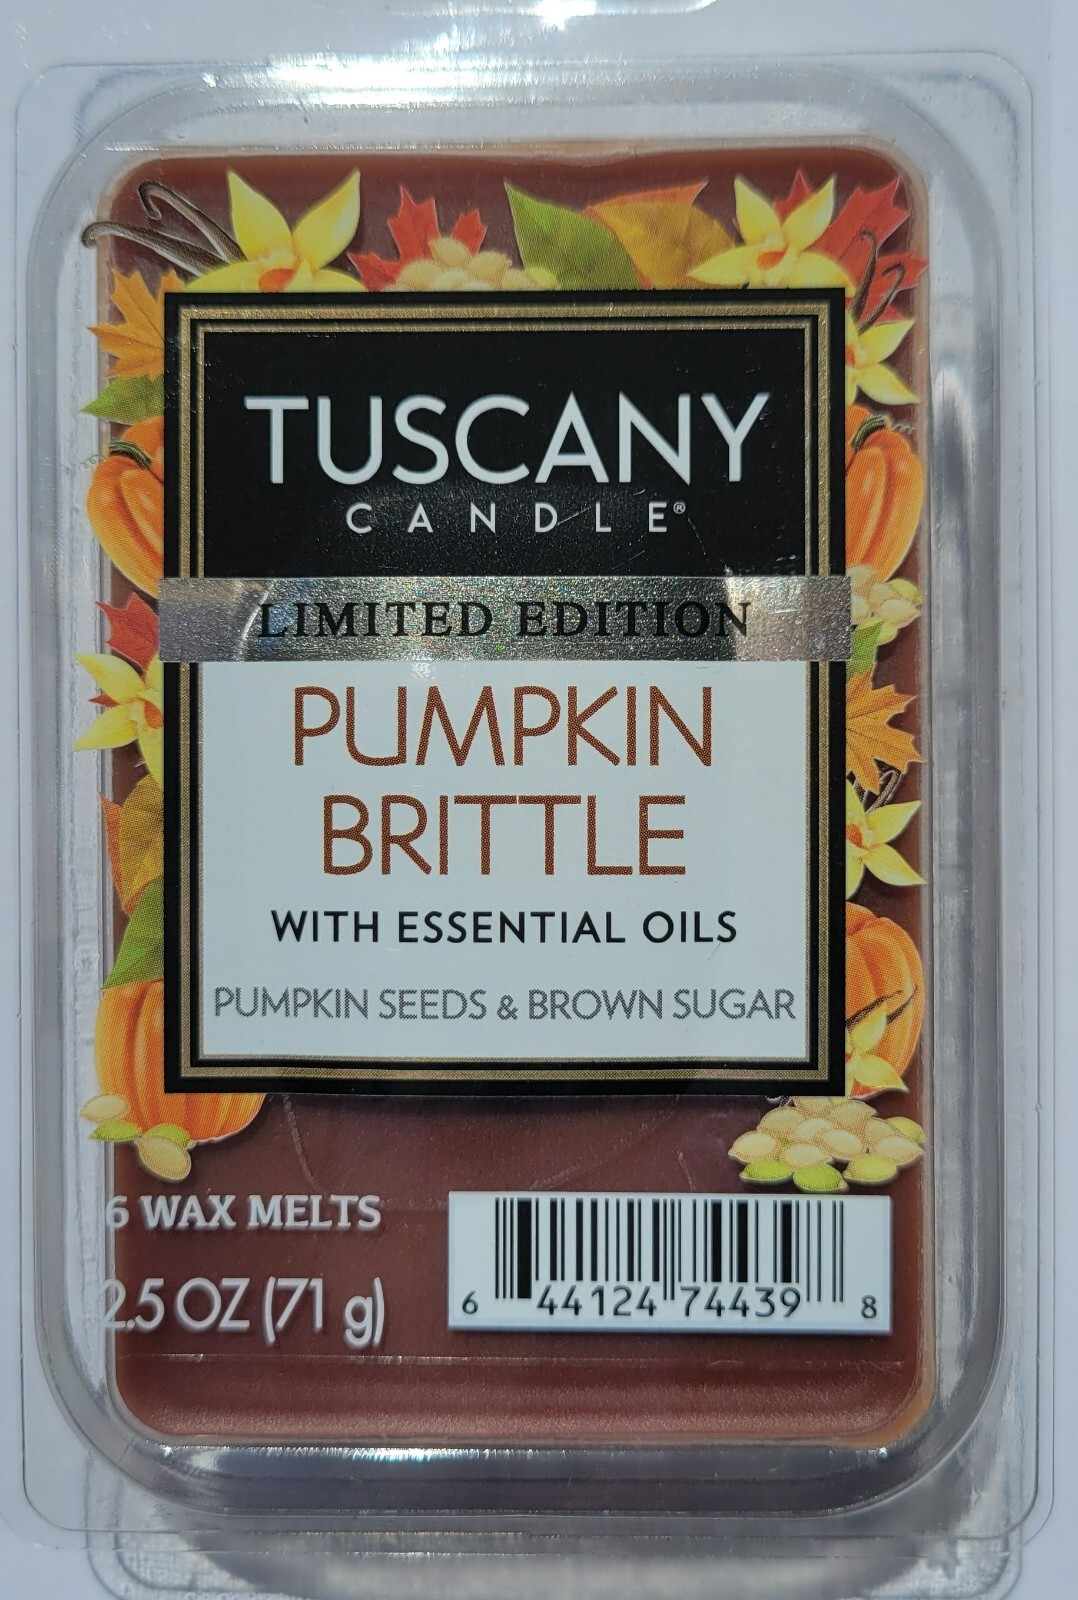 TUSCANY
CANDLE®
LIMITED EDITION
PUMPKIN
BRITTLE
WITH ESSENTIAL OILS
PUMPKIN SEEDS & BROWN SUGAR
6 WAX MELTS
2.5 OZ (71 g)
6 44124 74439 8